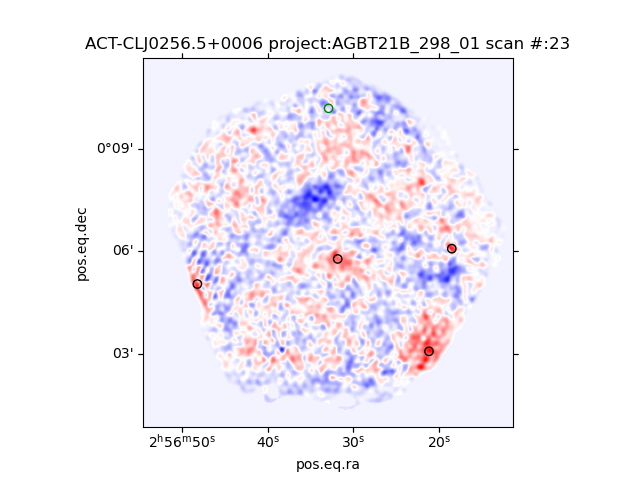 ACT-CLJ0256.5+0006 project:AGBT21B_298_01 scan #:23
0°09'
06'
03'
pos.eq.dec
2h56m50s 40s 30s 20s
pos.eq.ra